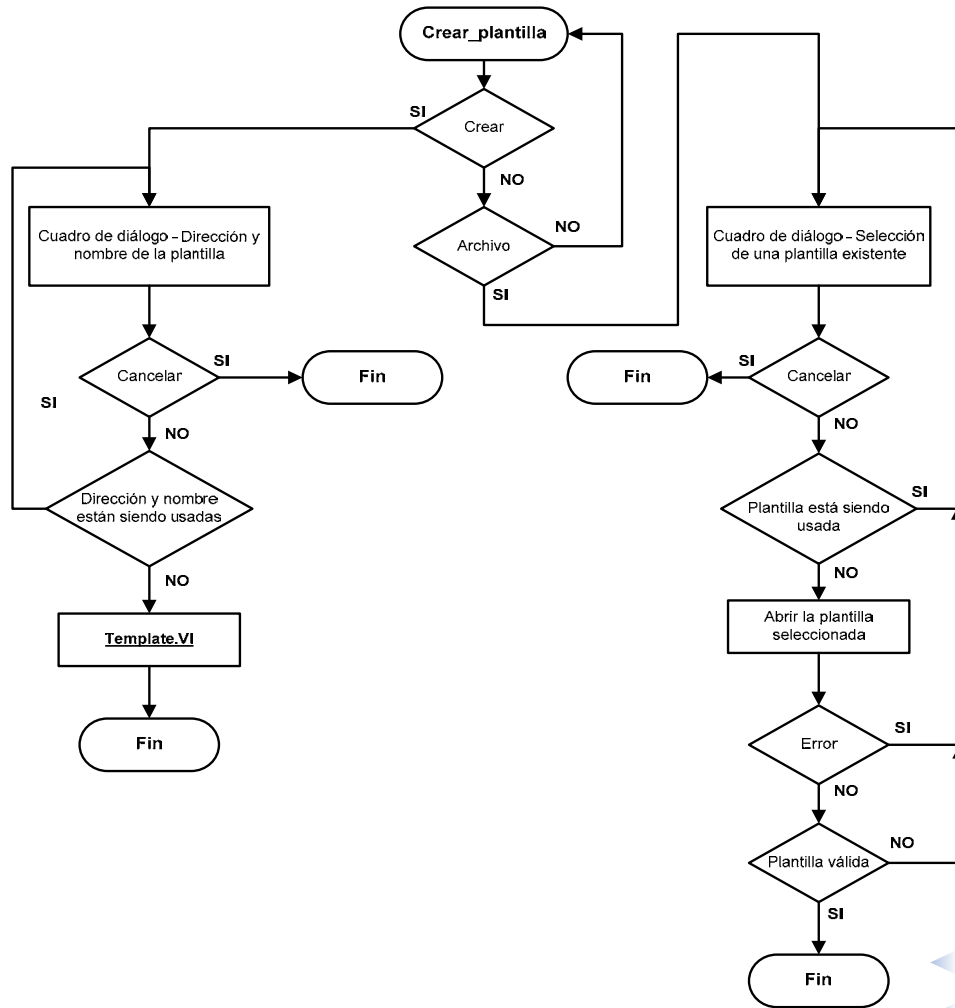 Crear_plantilla
SI
Crear
NO
Archivo
NO
SI
Cuadro de diálogo – Dirección y
nombre de la plantilla
Cancelar
SI
Fin
NO
SI
Dirección y nombre
están siendo usadas
NO
Template.VI
Fin
Cuadro de diálogo – Selección
de una plantilla existente
SI
Cancelar
Fin
NO
Plantilla está siendo
usada
SI
NO
Abrir la plantilla
seleccionada
Error
SI
NO
Plantilla válida
NO
SI
Fin